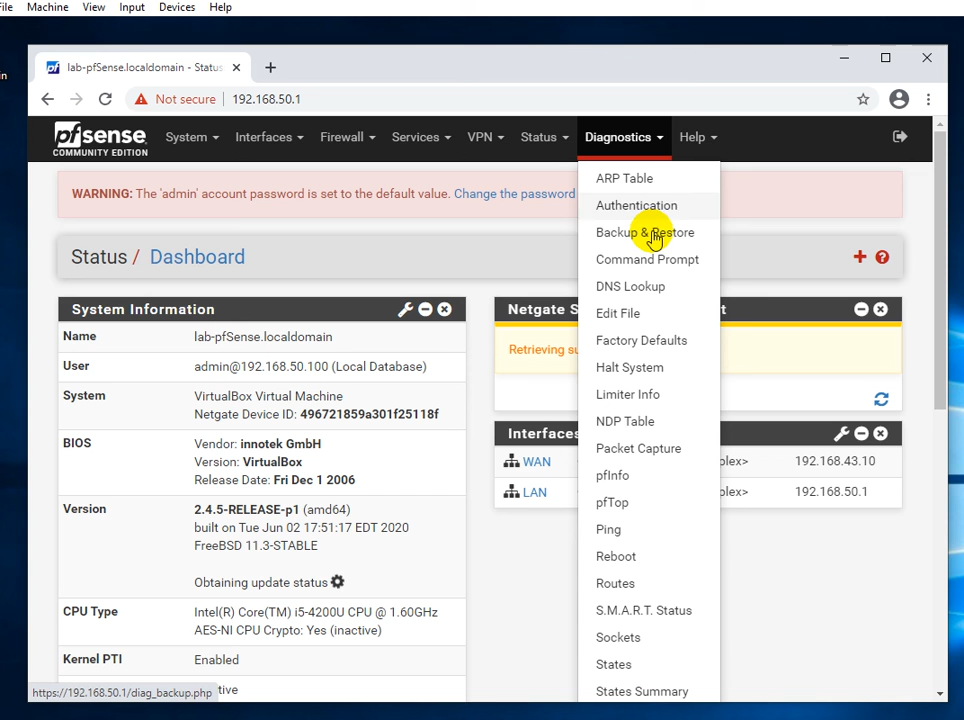 File Machine View Input Devices Help
in
lab-pfSense.localdomain - Status
Not secure 192.168.50.1
pfsense
COMMUNITY EDITION
System Interfaces Firewall Services VPN Status Diagnostics Help
WARNING: The 'admin' account password is set to the default value. Change the password
Status / Dashboard
System Information
Name lab-pfSense.localdomain
User admin@192.168.50.100 (Local Database)
System VirtualBox Virtual Machine
Netgate Device ID: 496721859a301f25118f
BIOS Vendor: innotek GmbH
Version: VirtualBox
Release Date: Fri Dec 1 2006
Version 2.4.5-RELEASE-p1 (amd64)
built on Tue Jun 02 17:51:17 EDT 2020
FreeBSD 11.3-STABLE
Obtaining update status
CPU Type Intel(R) Core(TM) i5-4200U CPU @ 1.60GHz
AES-NI CPU Crypto: Yes (inactive)
Kernel PTI Enabled
tive
https://192.168.50.1/diag_backup.php
ARP Table
Authentication
Backup & Restore
Command Prompt
DNS Lookup
Edit File
Factory Defaults
Halt System
Limiter Info
NDP Table
Packet Capture
pfInfo
pfTop
Ping
Reboot
Routes
S.M.A.R.T. Status
Sockets
States
States Summary
Netgate S t
Retrieving su
Interfaces
WAN plex> 192.168.43.10
LAN plex> 192.168.50.1